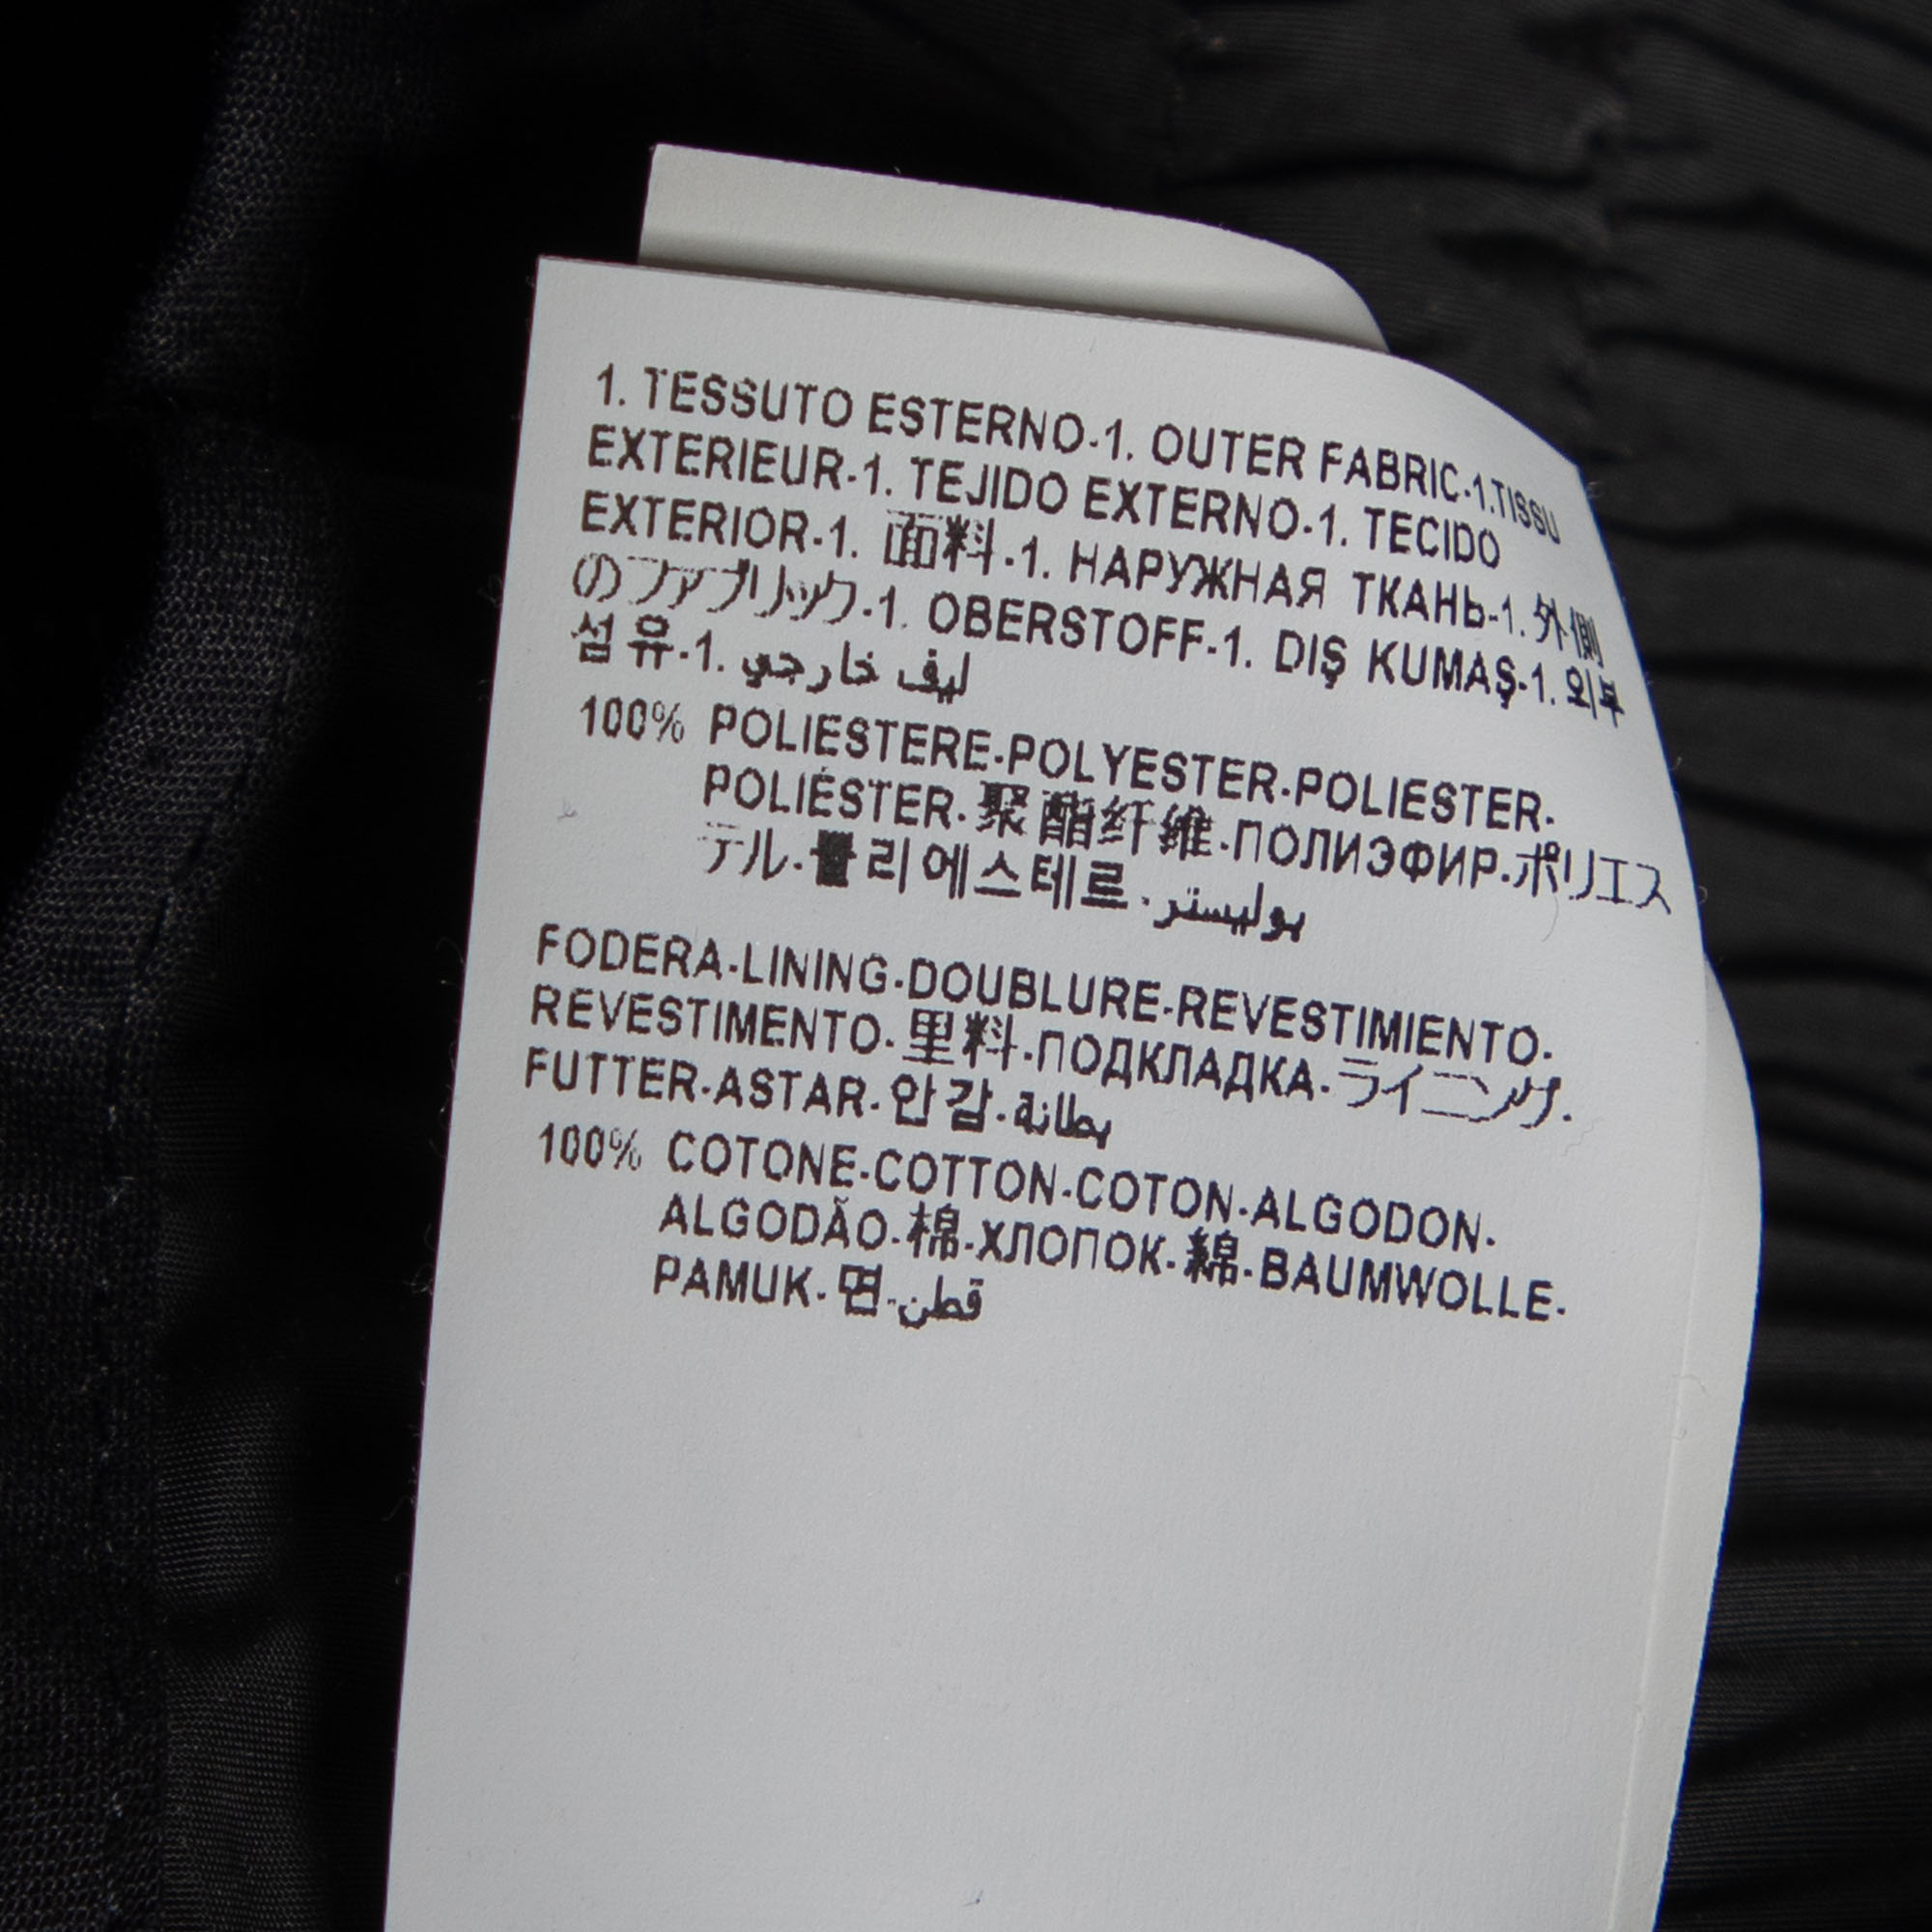 1. TESSUTO ESTERNO-1. OUTER FABRIC-1.TISSU
EXTERIEUR-1. TEJIDO EXTERNO-1. TECIDO
EXTERIOR-1. 面料-1. НАРУЖНАЯ ТКАНЬ-1. 外側
のファブリック-1. OBERSTOFF-1. DIŞ KUMAŞ-1. 외부
섬유-1. ليف خارجي
100% POLIESTERE-POLYESTER-POLIESTER-
POLIÉSTER-聚酯纤维-ПОЛИЭФИР-ポリエス
テル-폴리에스테르-بوليستر
FODERA-LINING-DOUBLURE-REVESTIMIENTO-
REVESTIMENTO-里料-ПОДКЛАДКА-ライニング-
FUTTER-ASTAR-안감-بطانة
100% COTONE-COTTON-COTON-ALGODON-
ALGODÃO-棉-ХЛОПОК-綿-BAUMWOLLE-
PAMUK-면-قطن